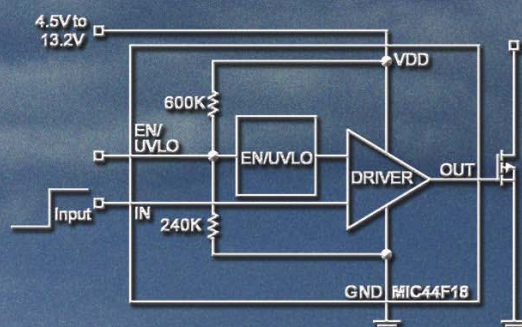 4.5V to
13.2V
VDD
600K
EN/
UVLO
EN/UVLO
DRIVER
OUT
Input
IN
240K
GND MIC44F18